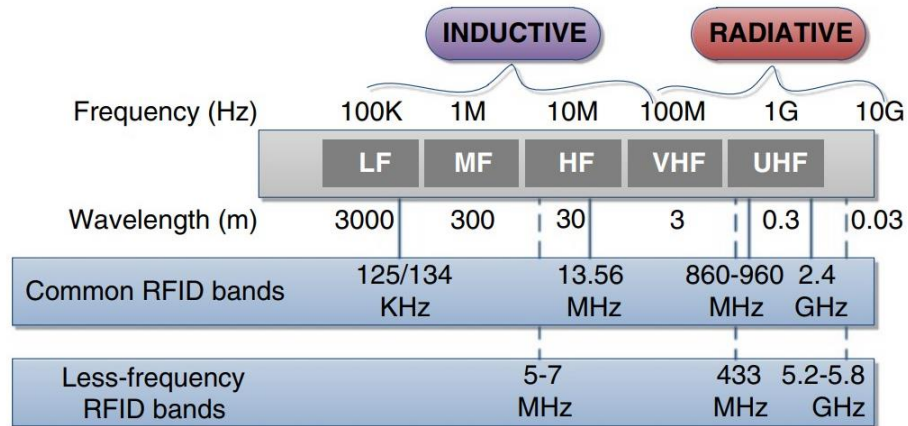 INDUCTIVE RADIATIVE
Frequency (Hz) 100K 1M 10M 100M 1G 10G
LF MF HF VHF UHF
Wavelength (m) 3000 300 30 3 0.3 0.03
Common RFID bands 125/134 KHz 13.56 MHz 860-960 MHz 2.4 GHz
Less-frequency RFID bands 5-7 MHz 433 MHz 5.2-5.8 GHz